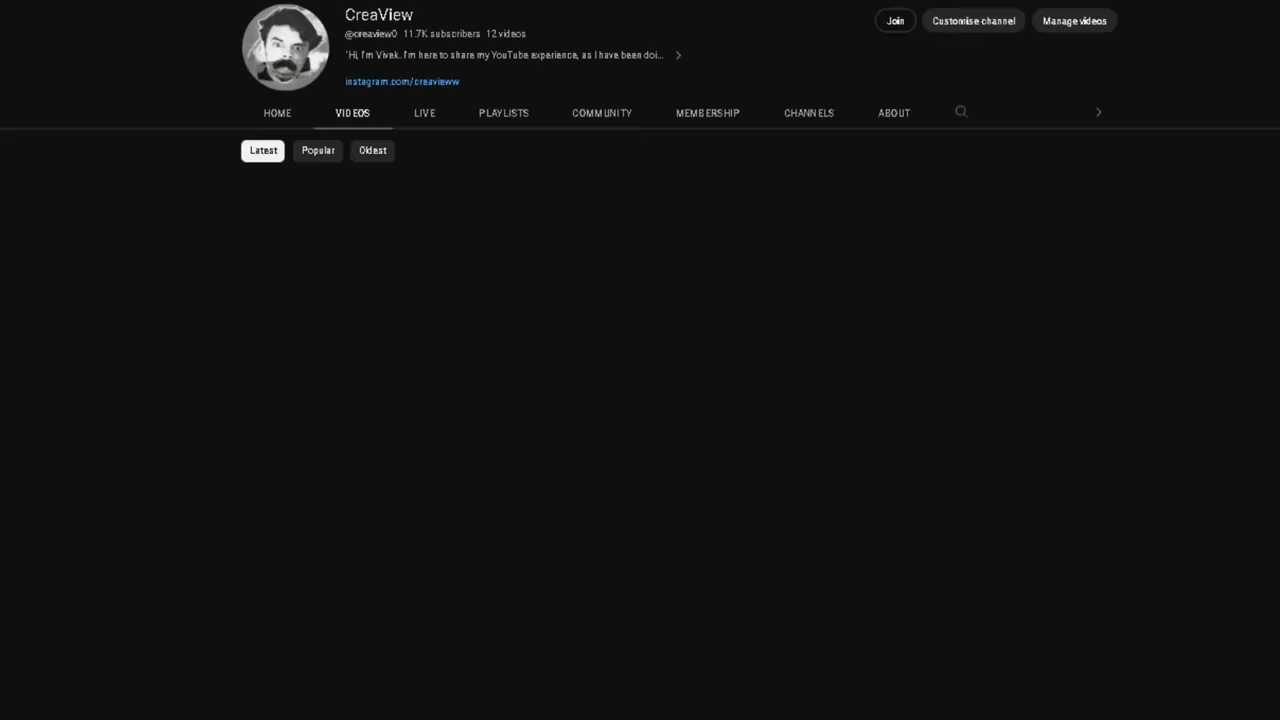 CreaView
@creaview0 11.7K subscribers 12 videos
"Hi, I'm Vivek. I'm here to share my YouTube experience, as I have been doi...
instagram.com/creavieww
Join Customise channel Manage videos
HOME VIDEOS LIVE PLAYLISTS COMMUNITY MEMBERSHIP CHANNELS ABOUT
Latest Popular Oldest